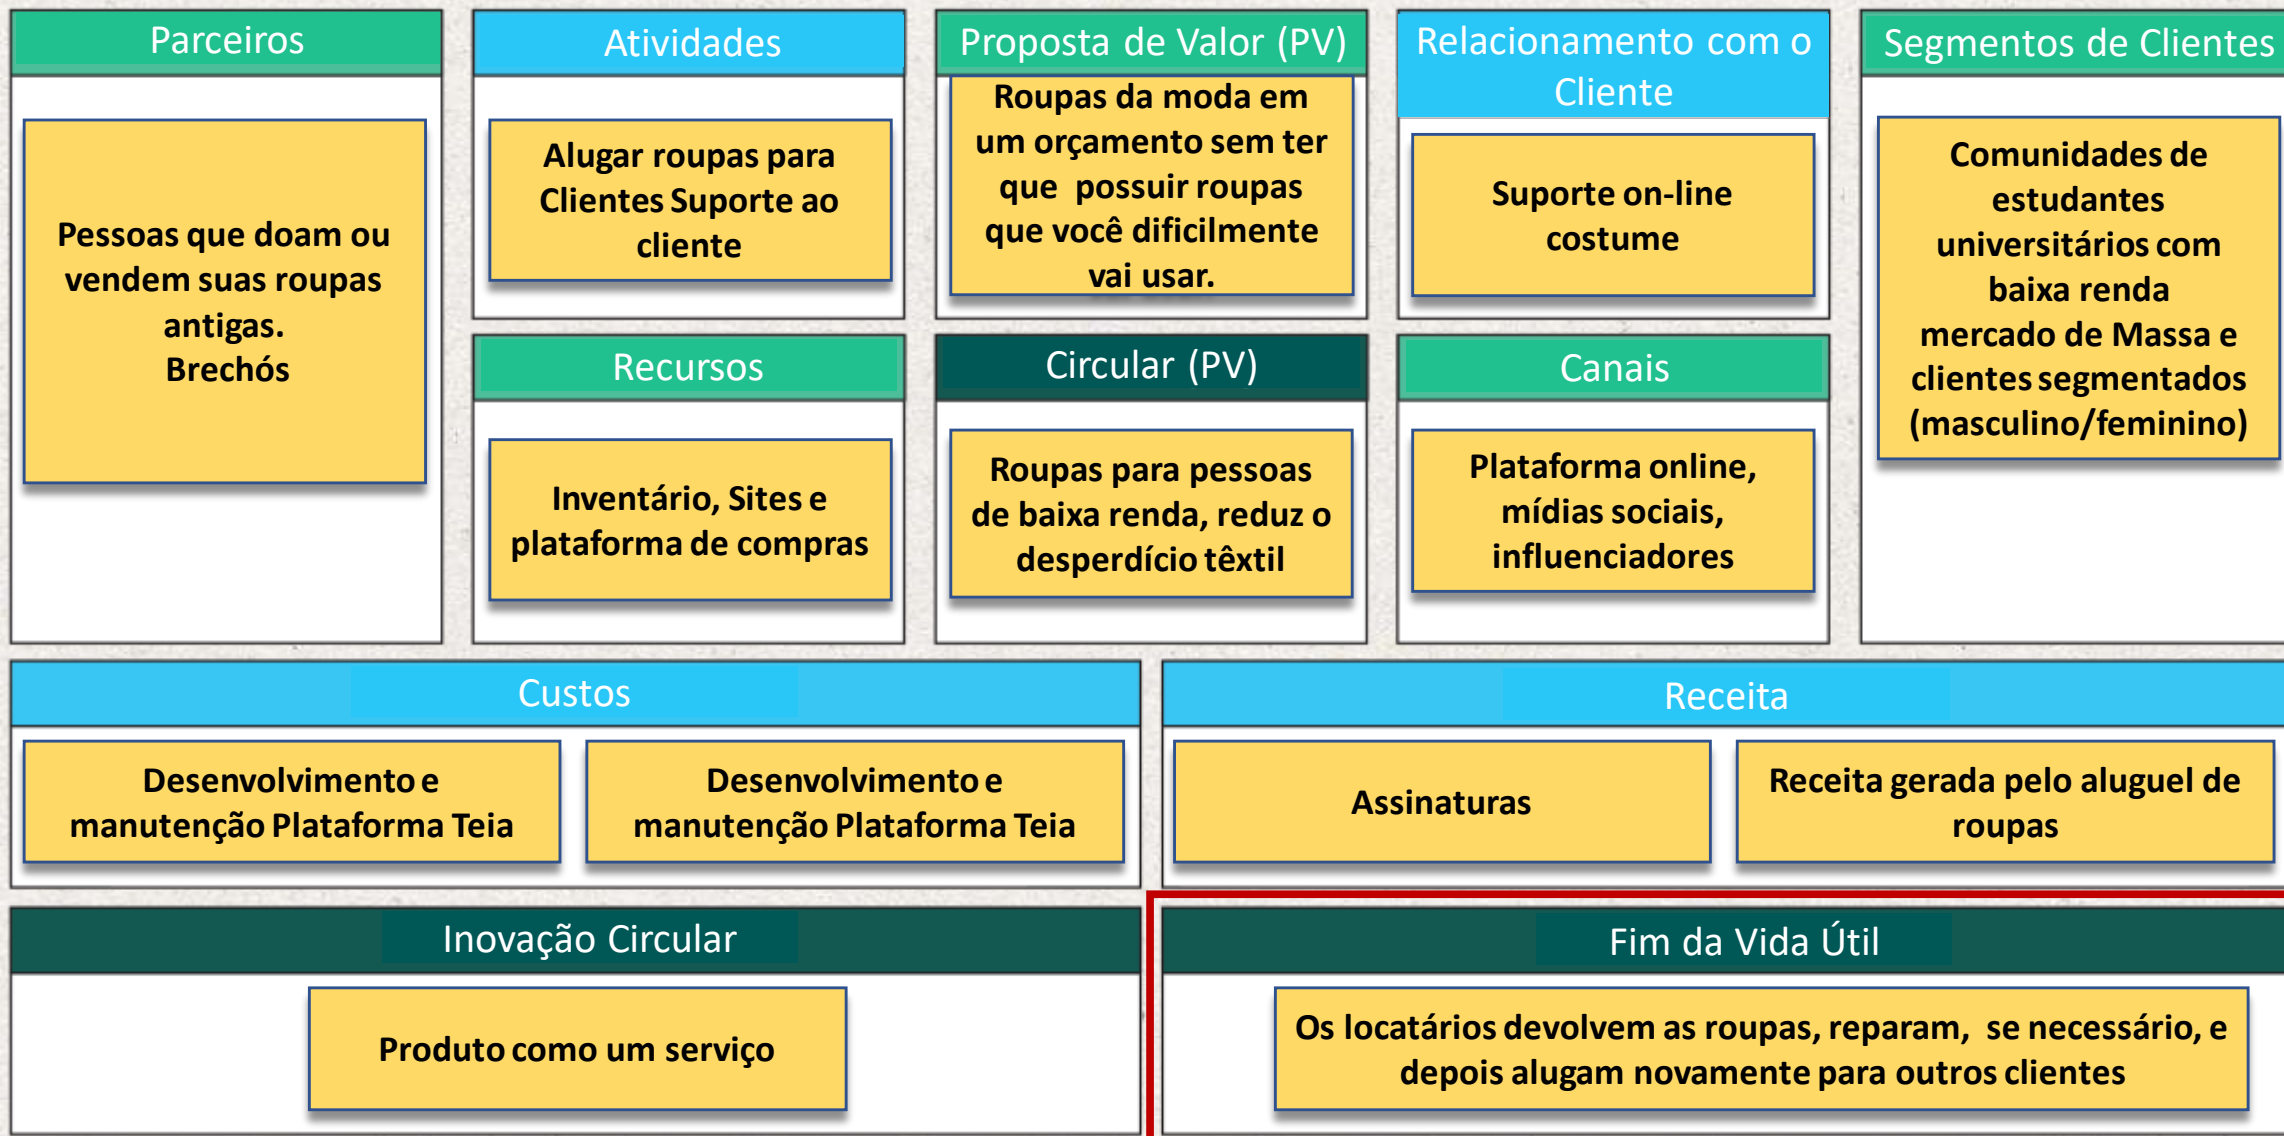 Parceiros
Pessoas que doam ou
vendem suas roupas
antigas.
Brechós
Atividades
Alugar roupas para
Clientes Suporte ao
cliente
Recursos
Inventário, Sites e
plataforma de compras
Proposta de Valor (PV)
Roupas da moda em
um orçamento sem ter
que possuir roupas
que você dificilmente
vai usar.
Circular (PV)
Roupas para pessoas
de baixa renda, reduz o
desperdício têxtil
Relacionamento com o
Cliente
Suporte on-line
costume
Canais
Plataforma online,
mídias sociais,
influenciadores
Segmentos de Clientes
Comunidades de
estudantes
universitários com
baixa renda
mercado de Massa e
clientes segmentados
(masculino/feminino)
Custos
Desenvolvimento e
manutenção Plataforma Teia
Desenvolvimento e
manutenção Plataforma Teia
Receita
Assinaturas
Receita gerada pelo aluguel de
roupas
Inovação Circular
Produto como um serviço
Fim da Vida Útil
Os locatários devolvem as roupas, reparam, se necessário, e
depois alugam novamente para outros clientes